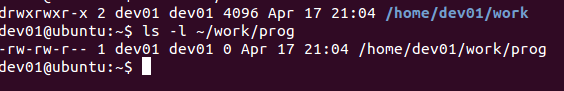 drwxrwxr-x 2 dev01 dev01 4096 Apr 17 21:04 /home/dev01/work
dev01@ubuntu:~$ ls -l ~/work/prog
-rw-rw-r-- 1 dev01 dev01 0 Apr 17 21:04 /home/dev01/work/prog
dev01@ubuntu:~$